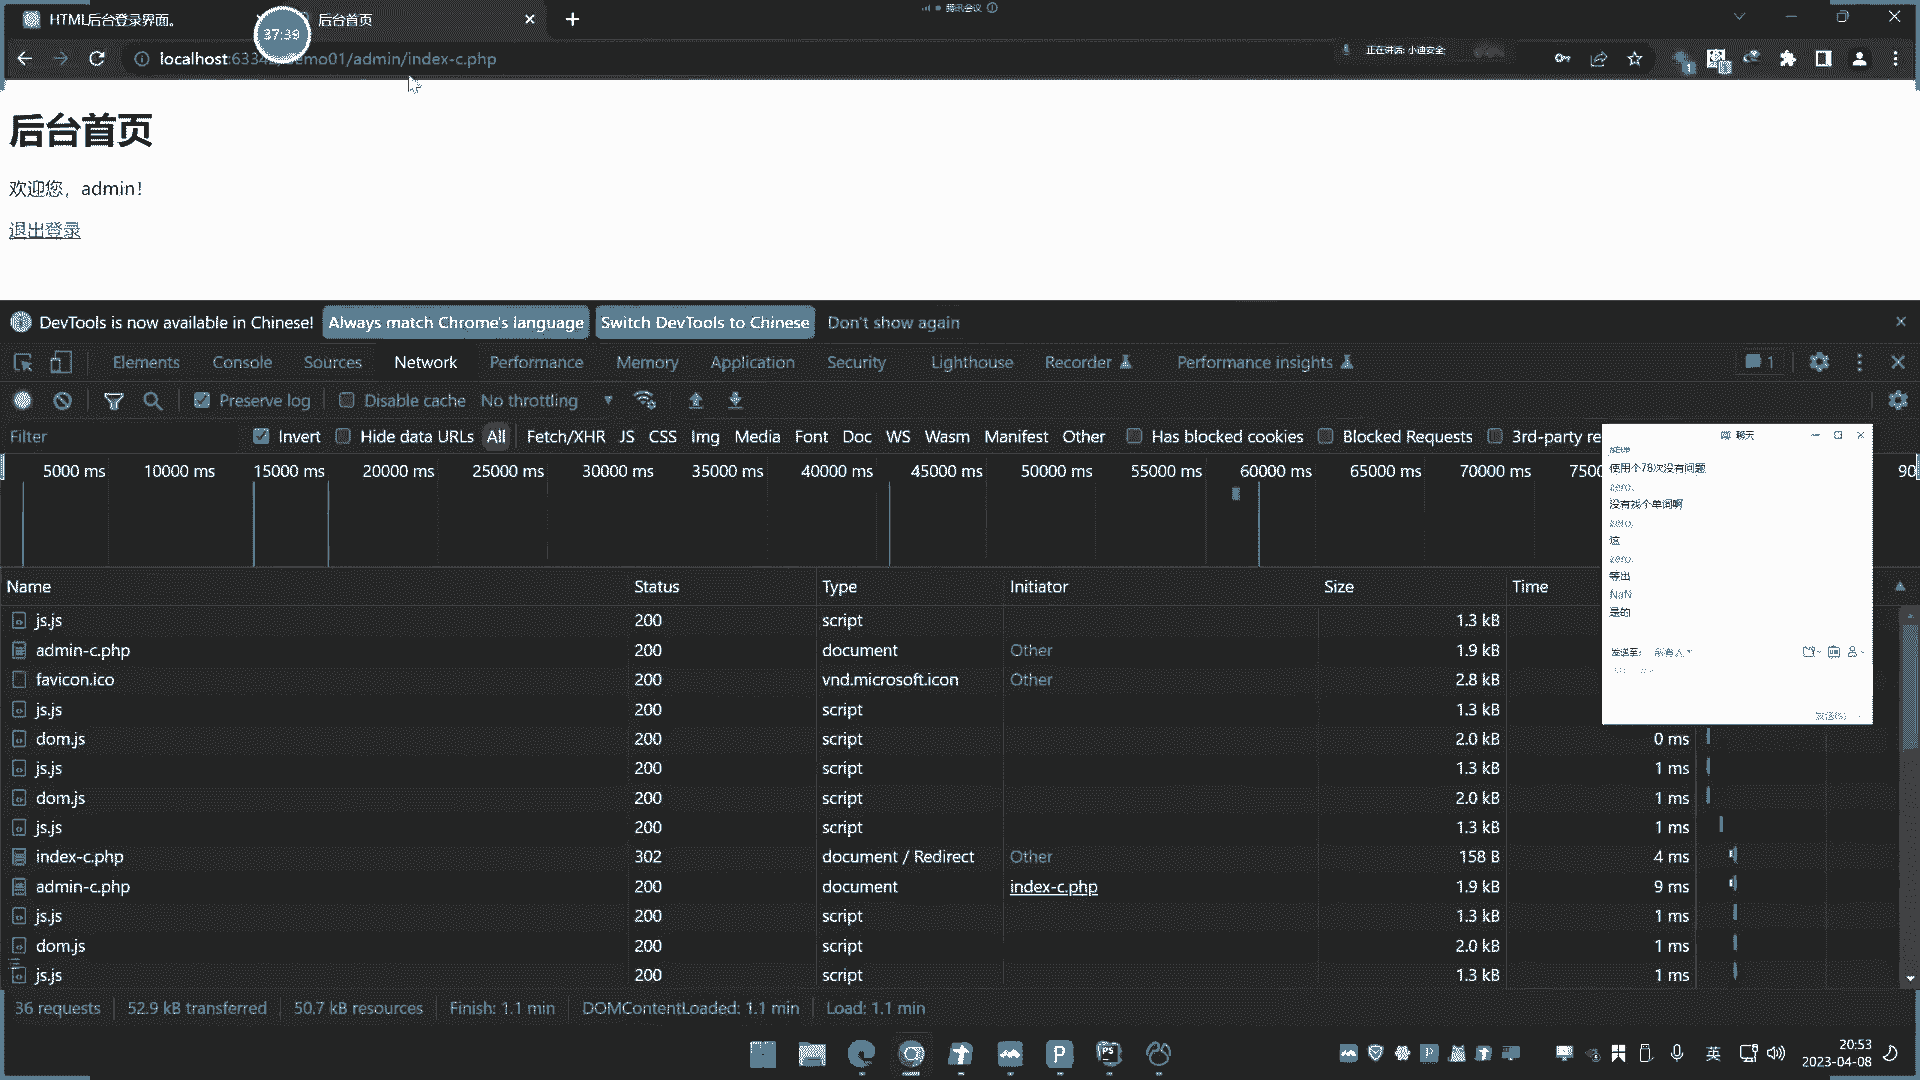 HTML后台登录界面。
后台首页
37:39
腾讯会议
localhost:6334
emo01/admin/index-c.php
正在讲话: 小迪安全
1
后台首页
欢迎您，admin！
退出登录
DevTools is now available in Chinese!
Always match Chrome's language
Switch DevTools to Chinese
Don't show again
Elements
Console
Sources
Network
Performance
Memory
Application
Security
Lighthouse
Recorder
Performance insights
1
Preserve log
Disable cache
No throttling
Filter
Invert
Hide data URLs
All
Fetch/XHR
JS
CSS
Img
Media
Font
Doc
WS
Wasm
Manifest
Other
Has blocked cookies
Blocked Requests
3rd-party re
5000 ms
10000 ms
15000 ms
20000 ms
25000 ms
30000 ms
35000 ms
40000 ms
45000 ms
50000 ms
55000 ms
60000 ms
65000 ms
70000 ms
7500
90
Name Status Type Initiator Size Time
js.js 200 script 1.3 kB
admin-c.php 200 document Other 1.9 kB
favicon.ico 200 vnd.microsoft.icon Other 2.8 kB
js.js 200 script 1.3 kB
dom.js 200 script 2.0 kB 0 ms
js.js 200 script 1.3 kB 1 ms
dom.js 200 script 2.0 kB 1 ms
js.js 200 script 1.3 kB 1 ms
index-c.php 302 document / Redirect Other 158 B 4 ms
admin-c.php 200 document index-c.php 1.9 kB 9 ms
js.js 200 script 1.3 kB 1 ms
dom.js 200 script 2.0 kB 1 ms
js.js 200 script 1.3 kB 1 ms
聊天
使用个78次没有问题
zero.
没有找个单词啊
zero.
这
zero.
等出
NaN
是的
发送至:
所有人
发送(S)
36 requests
52.9 kB transferred
50.7 kB resources
Finish: 1.1 min
DOMContentLoaded: 1.1 min
Load: 1.1 min
P
PS
英
20:53
2023-04-08